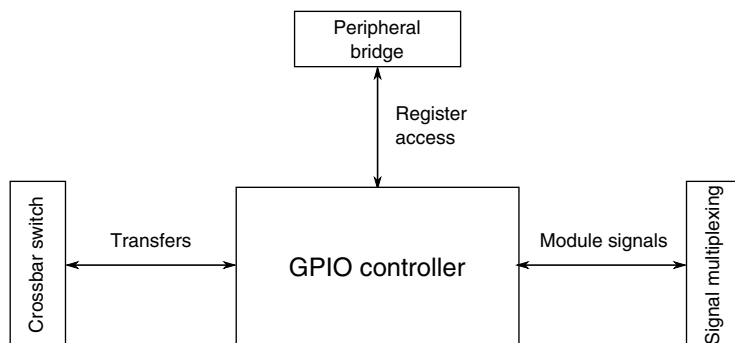 Peripheral
bridge
Register
access
Crossbar switch
Transfers
GPIO controller
Module signals
Signal multiplexing